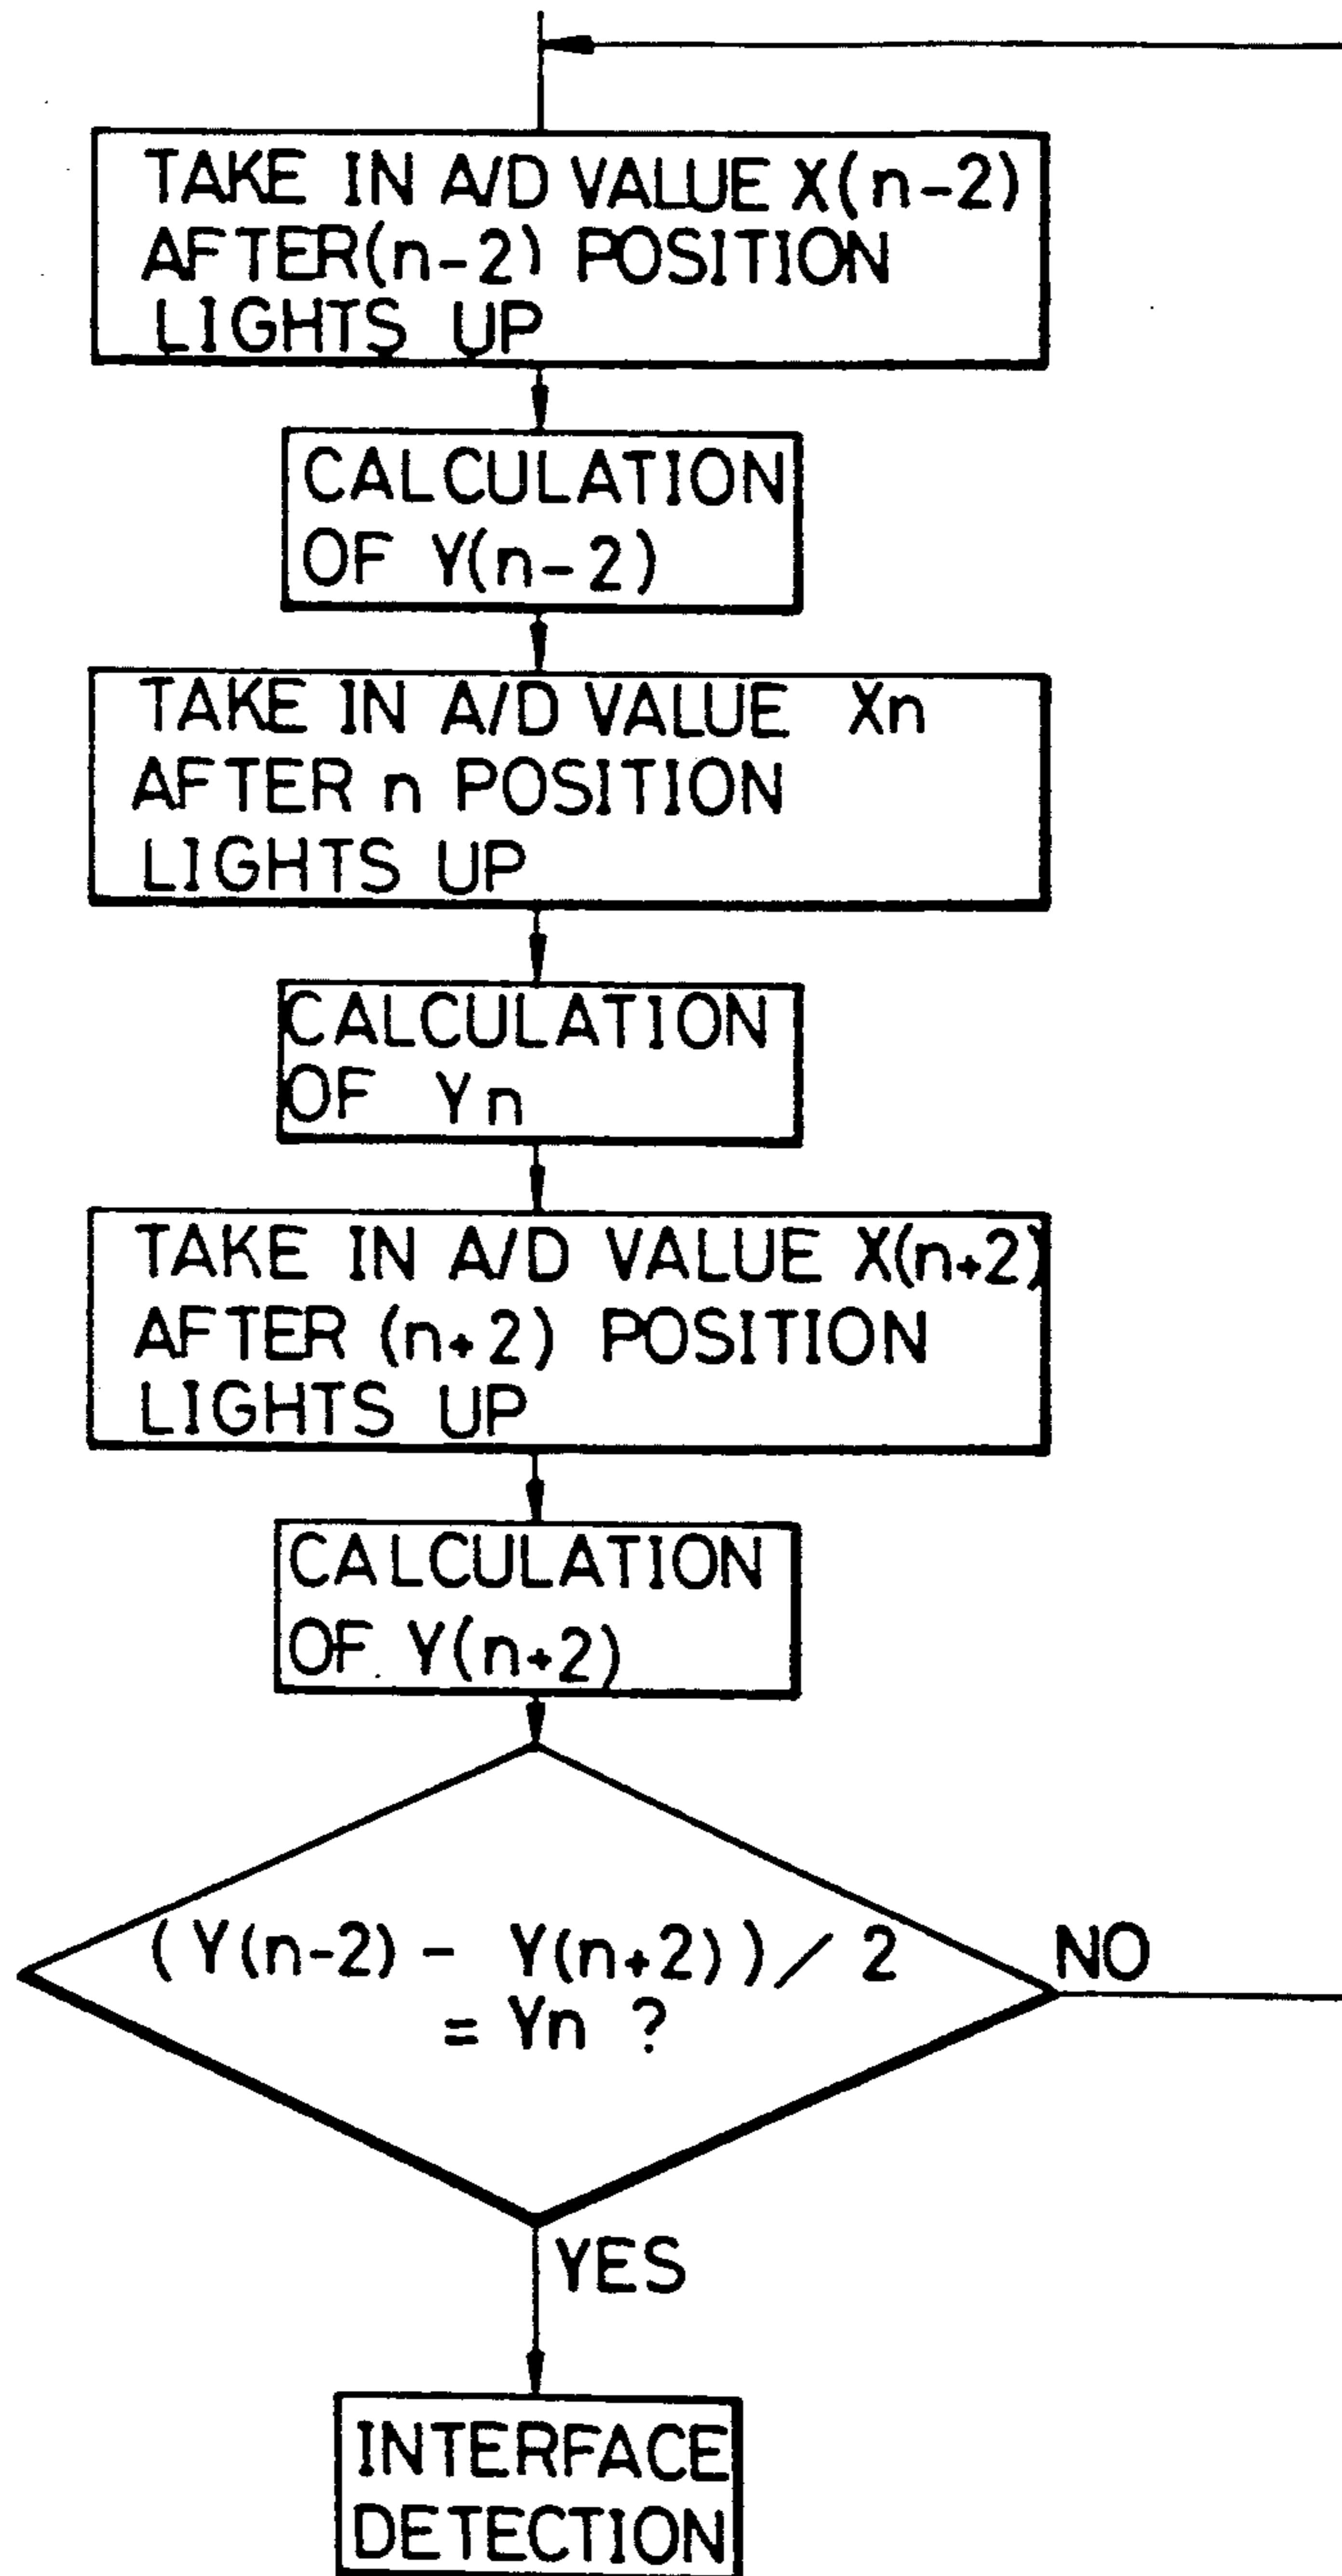 TAKE IN A/D VALUE X(n-2)
AFTER(n-2) POSITION
LIGHTS UP
CALCULATION
OF Y(n-2)
TAKE IN A/D VALUE Xn
AFTER n POSITION
LIGHTS UP
CALCULATION
OF Yn
TAKE IN A/D VALUE X(n+2)
AFTER (n+2) POSITION
LIGHTS UP
CALCULATION
OF Y(n+2)
(Y(n-2) - Y(n+2)) / 2
= Yn ?
NO
YES
INTERFACE
DETECTION